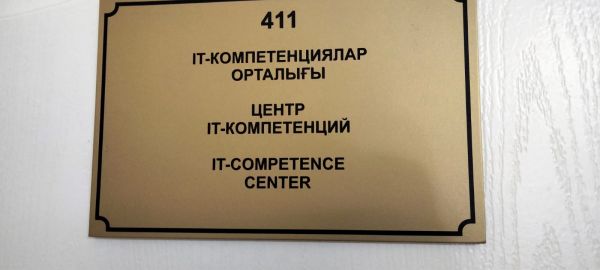 411
IT-КОМПЕТЕНЦИЯЛАР
ОРТАЛЫҒЫ
ЦЕНТР
IT-КОМПЕТЕНЦИЙ
IT-COMPETENCE
CENTER